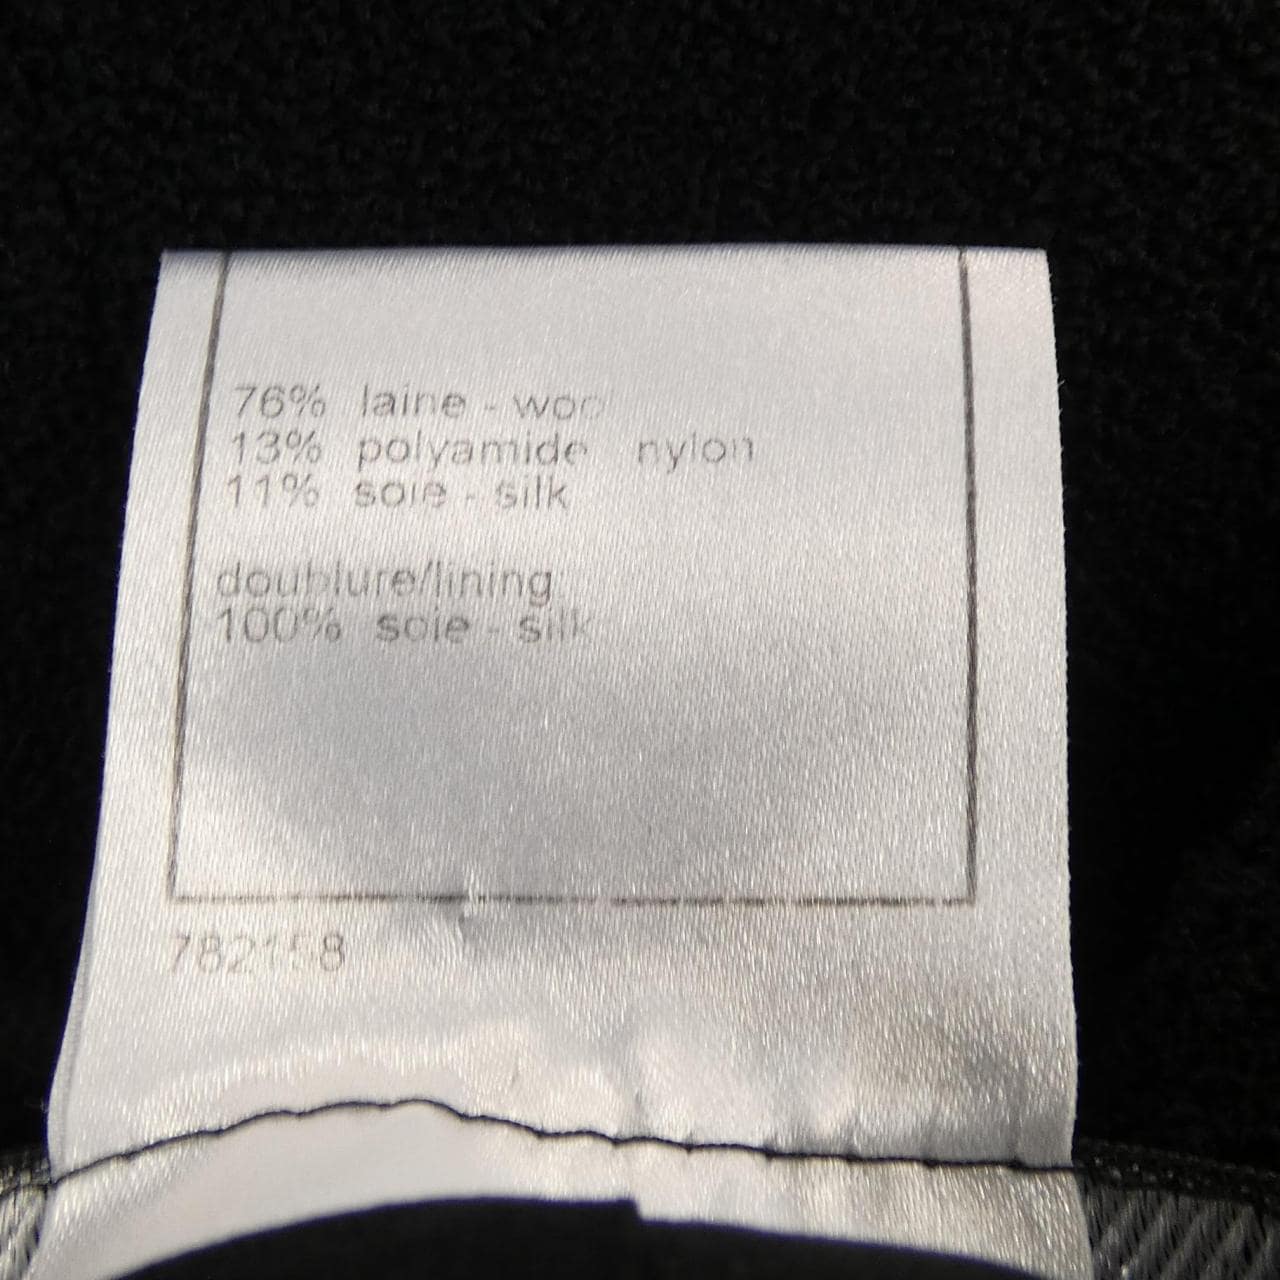 76% laine - wool
13% polyamide nylon
11% soie - silk
doublure/lining:
100% soie - silk
782158